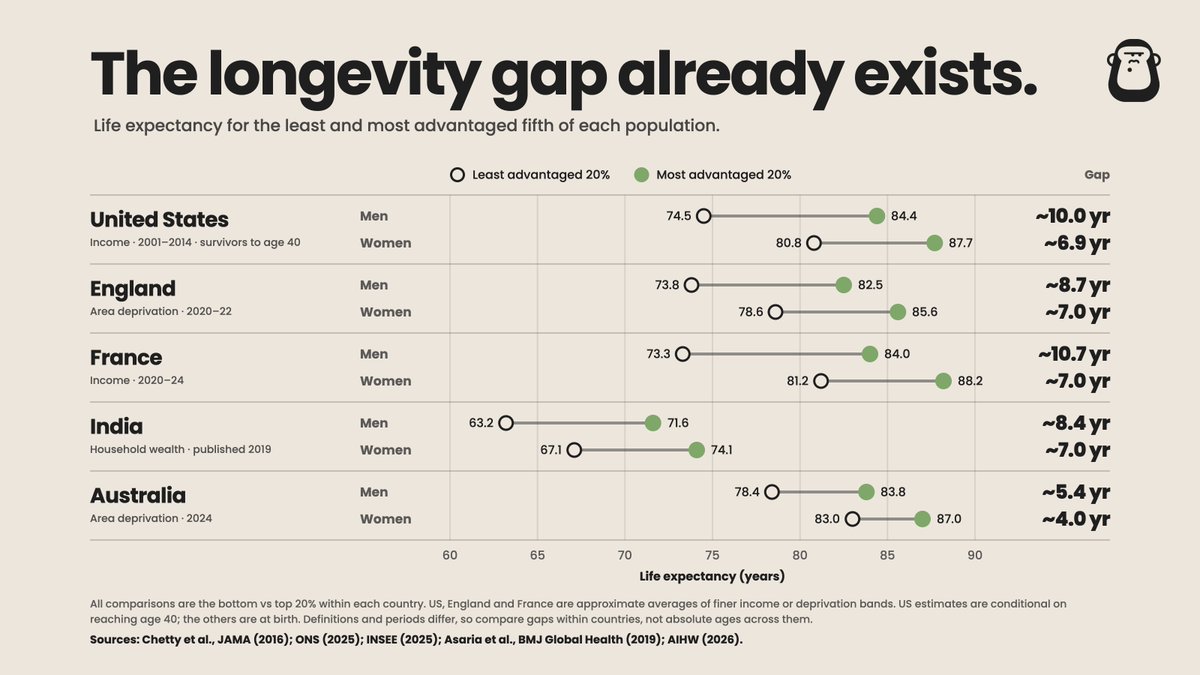 The longevity gap already exists.
Life expectancy for the least and most advantaged fifth of each population.
Least advantaged 20% Most advantaged 20% Gap
United States
Income · 2001–2014 · survivors to age 40
Men 74.5 84.4 ~10.0 yr
Women 80.8 87.7 ~6.9 yr
England
Area deprivation · 2020–22
Men 73.8 82.5 ~8.7 yr
Women 78.6 85.6 ~7.0 yr
France
Income · 2020–24
Men 73.3 84.0 ~10.7 yr
Women 81.2 88.2 ~7.0 yr
India
Household wealth · published 2019
Men 63.2 71.6 ~8.4 yr
Women 67.1 74.1 ~7.0 yr
Australia
Area deprivation · 2024
Men 78.4 83.8 ~5.4 yr
Women 83.0 87.0 ~4.0 yr
60 65 70 75 80 85 90
Life expectancy (years)
All comparisons are the bottom vs top 20% within each country. US, England and France are approximate averages of finer income or deprivation bands. US estimates are conditional on
reaching age 40; the others are at birth. Definitions and periods differ, so compare gaps within countries, not absolute ages across them.
Sources: Chetty et al., JAMA (2016); ONS (2025); INSEE (2025); Asaria et al., BMJ Global Health (2019); AIHW (2026).